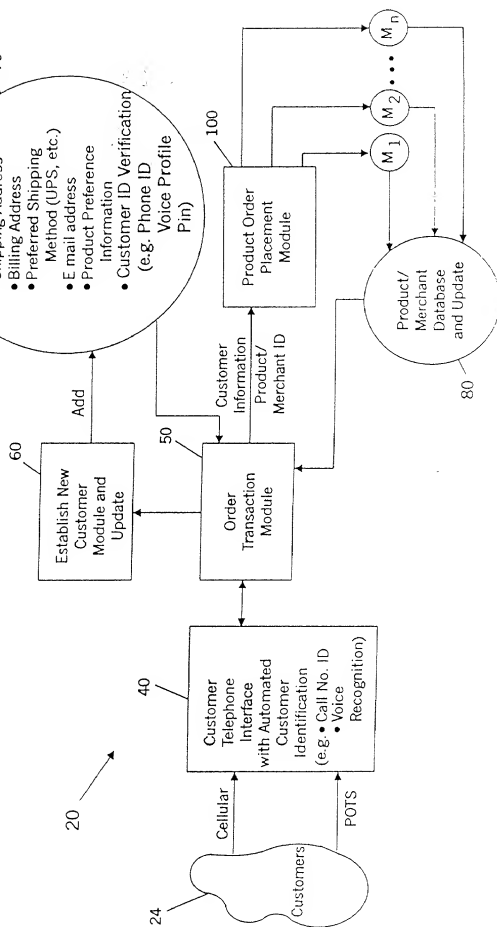 • Billing Address
• Preferred Shipping
Method (UPS, etc.)
• E mail address
• Product Preference
Information
• Customer ID Verification
(e.g. Phone ID
Voice Profile
Pin)
60
Establish New
Customer
Module and
Update
Add
50
Order
Transaction
Module
Customer
Information
Product/
Merchant ID
100
Product Order
Placement
Module
M1
M2
• • •
Mn
Product/
Merchant
Database
and Update
80
20
40
Customer
Telephone
Interface
with Automated
Customer
Identification
(e.g. • Call No. ID
• Voice
Recognition)
Cellular
POTS
24
Customers